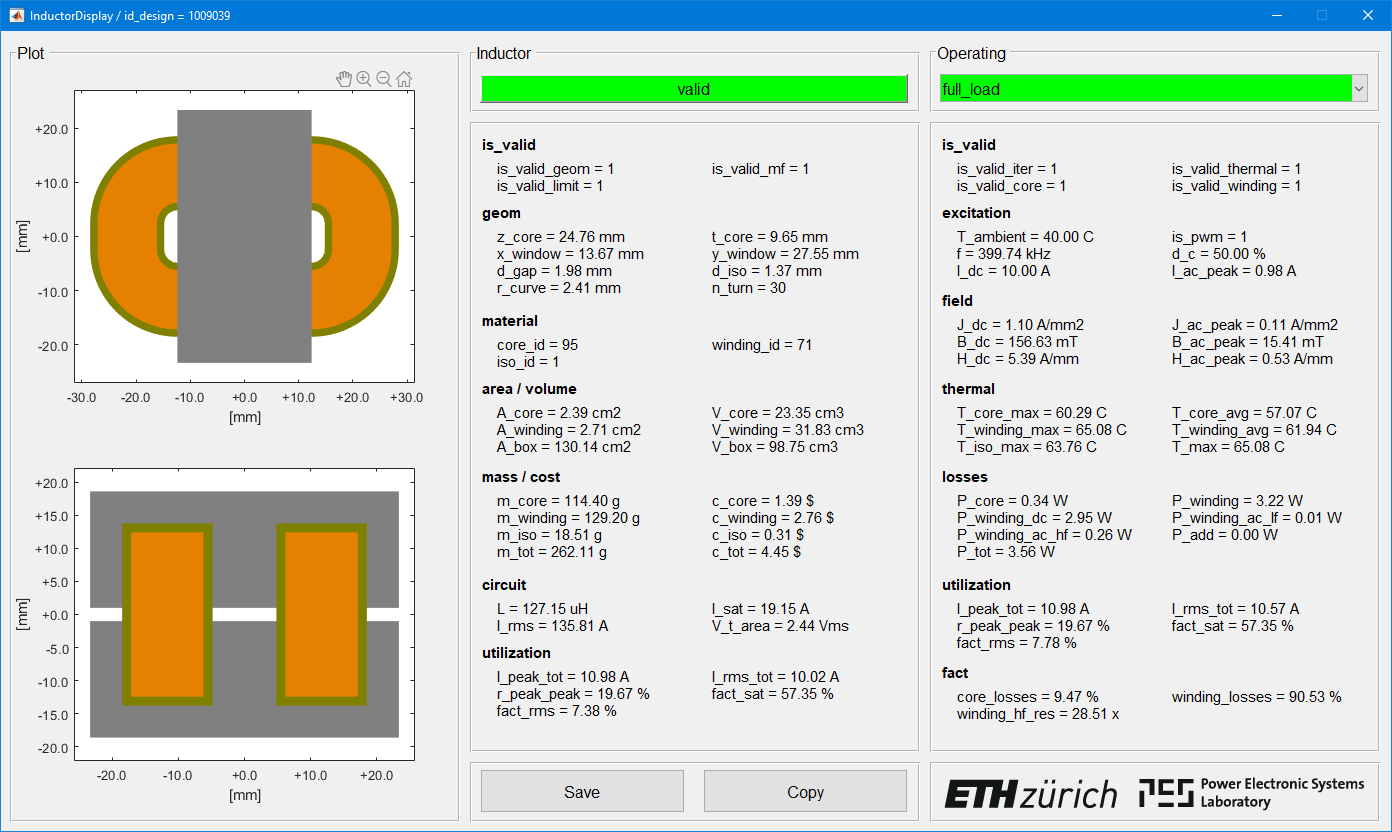 InductorDisplay / id_design = 1009039
Plot
+20.0
+10.0
+0.0
-10.0
-20.0
[mm]
-30.0 -20.0 -10.0 +0.0 +10.0 +20.0 +30.0
[mm]
+20.0
+15.0
+10.0
+5.0
+0.0
-5.0
-10.0
-15.0
-20.0
[mm]
-20.0 -10.0 +0.0 +10.0 +20.0
[mm]
Inductor
valid
is_valid
is_valid_geom = 1 is_valid_mf = 1
is_valid_limit = 1
geom
z_core = 24.76 mm t_core = 9.65 mm
x_window = 13.67 mm y_window = 27.55 mm
d_gap = 1.98 mm d_iso = 1.37 mm
r_curve = 2.41 mm n_turn = 30
material
core_id = 95 winding_id = 71
iso_id = 1
area / volume
A_core = 2.39 cm2 V_core = 23.35 cm3
A_winding = 2.71 cm2 V_winding = 31.83 cm3
A_box = 130.14 cm2 V_box = 98.75 cm3
mass / cost
m_core = 114.40 g c_core = 1.39 $
m_winding = 129.20 g c_winding = 2.76 $
m_iso = 18.51 g c_iso = 0.31 $
m_tot = 262.11 g c_tot = 4.45 $
circuit
L = 127.15 uH I_sat = 19.15 A
I_rms = 135.81 A V_t_area = 2.44 Vms
utilization
I_peak_tot = 10.98 A I_rms_tot = 10.02 A
r_peak_peak = 19.67 % fact_sat = 57.35 %
fact_rms = 7.38 %
Save Copy
Operating
full_load
is_valid
is_valid_iter = 1 is_valid_thermal = 1
is_valid_core = 1 is_valid_winding = 1
excitation
T_ambient = 40.00 C is_pwm = 1
f = 399.74 kHz d_c = 50.00 %
I_dc = 10.00 A I_ac_peak = 0.98 A
field
J_dc = 1.10 A/mm2 J_ac_peak = 0.11 A/mm2
B_dc = 156.63 mT B_ac_peak = 15.41 mT
H_dc = 5.39 A/mm H_ac_peak = 0.53 A/mm
thermal
T_core_max = 60.29 C T_core_avg = 57.07 C
T_winding_max = 65.08 C T_winding_avg = 61.94 C
T_iso_max = 63.76 C T_max = 65.08 C
losses
P_core = 0.34 W P_winding = 3.22 W
P_winding_dc = 2.95 W P_winding_ac_lf = 0.01 W
P_winding_ac_hf = 0.26 W P_add = 0.00 W
P_tot = 3.56 W
utilization
I_peak_tot = 10.98 A I_rms_tot = 10.57 A
r_peak_peak = 19.67 % fact_sat = 57.35 %
fact_rms = 7.78 %
fact
core_losses = 9.47 % winding_losses = 90.53 %
winding_hf_res = 28.51 x
ETH zürich PES Power Electronic Systems
Laboratory